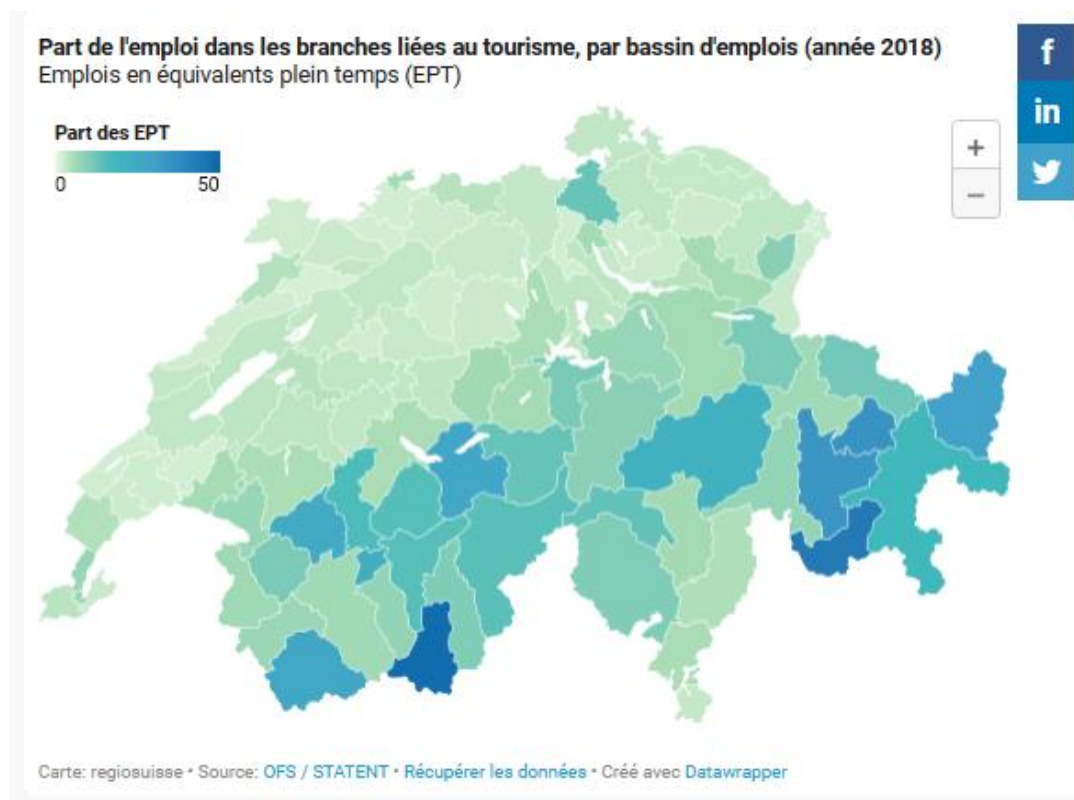 Part de l'emploi dans les branches liées au tourisme, par bassin d'emplois (année 2018)
Emplois en équivalents plein temps (EPT)
Part des EPT
0 50
+
−
f
in
Carte: regiosuisse • Source: OFS / STATENT • Récupérer les données • Créé avec Datawrapper